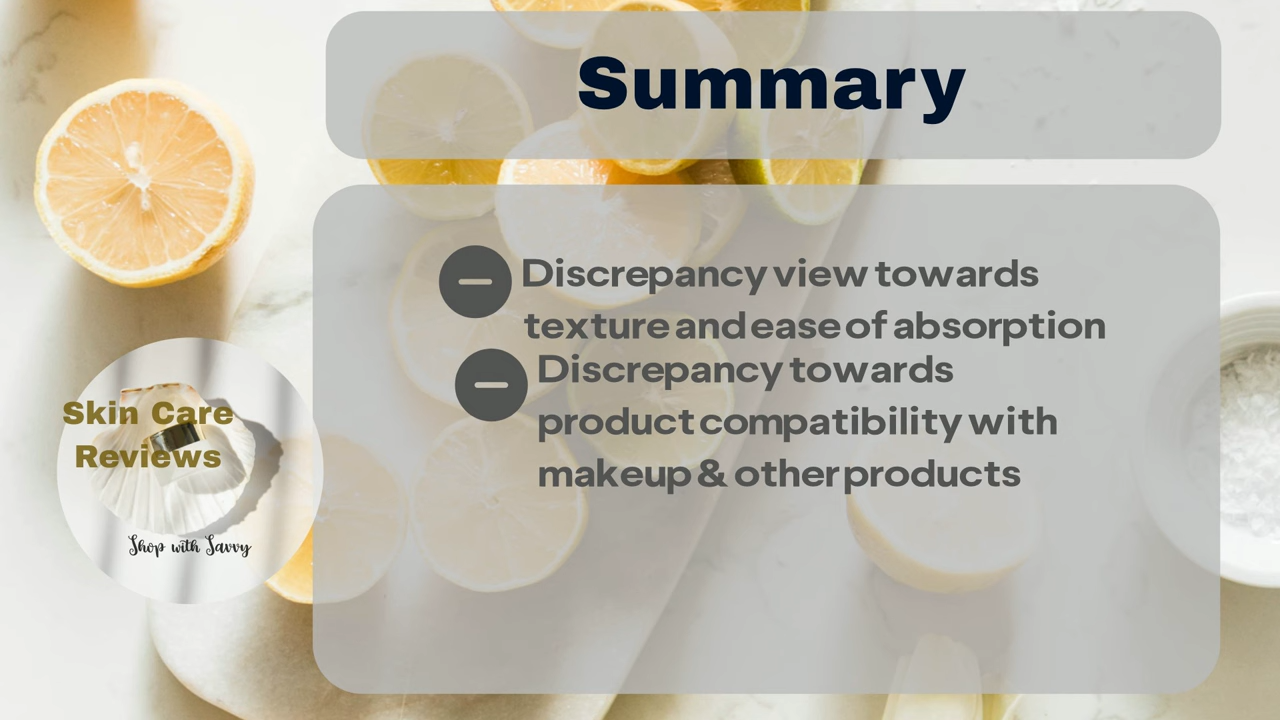 Summary
Discrepancy view towards
texture and ease of absorption
Discrepancy towards
product compatibility with
makeup & other products
Skin Care
Reviews
Shop with Savvy